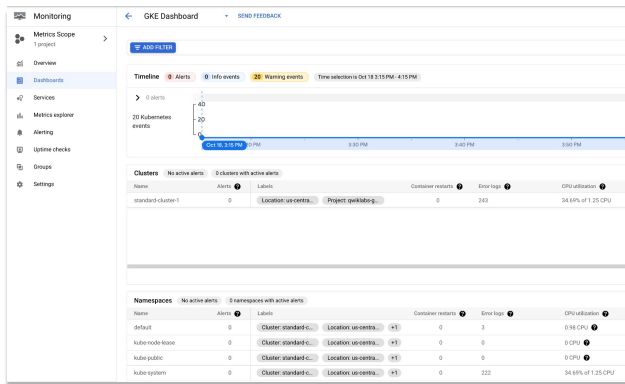 Monitoring
GKE Dashboard
SEND FEEDBACK
Metrics Scope
1 project
ADD FILTER
Overview
Dashboards
Services
Metrics explorer
Alerting
Uptime checks
Groups
Settings
Timeline 0 Alerts 0 Info events 20 Warning events Time selection is Oct 18 3:15 PM - 4:15 PM
0 alerts
40
20 Kubernetes events
20
0
Oct 18, 3:15 PM 3:30 PM 3:40 PM 3:50 PM
Clusters No active alerts 0 clusters with active alerts
Name Alerts Labels Container restarts Error logs CPU utilization
standard-cluster-1 0 Location: us-centra... Project: qwiklabs-g... 0 243 34.69% of 1.25 CPU
Namespaces No active alerts 0 namespaces with active alerts
Name Alerts Labels Container restarts Error logs CPU utilization
default 0 Cluster: standard-c... Location: us-centra... +1 0 3 0.98 CPU
kube-node-lease 0 Cluster: standard-c... Location: us-centra... +1 0 0 0 CPU
kube-public 0 Cluster: standard-c... Location: us-centra... +1 0 0 0 CPU
kube-system 0 Cluster: standard-c... Location: us-centra... +1 0 222 34.69% of 1.25 CPU